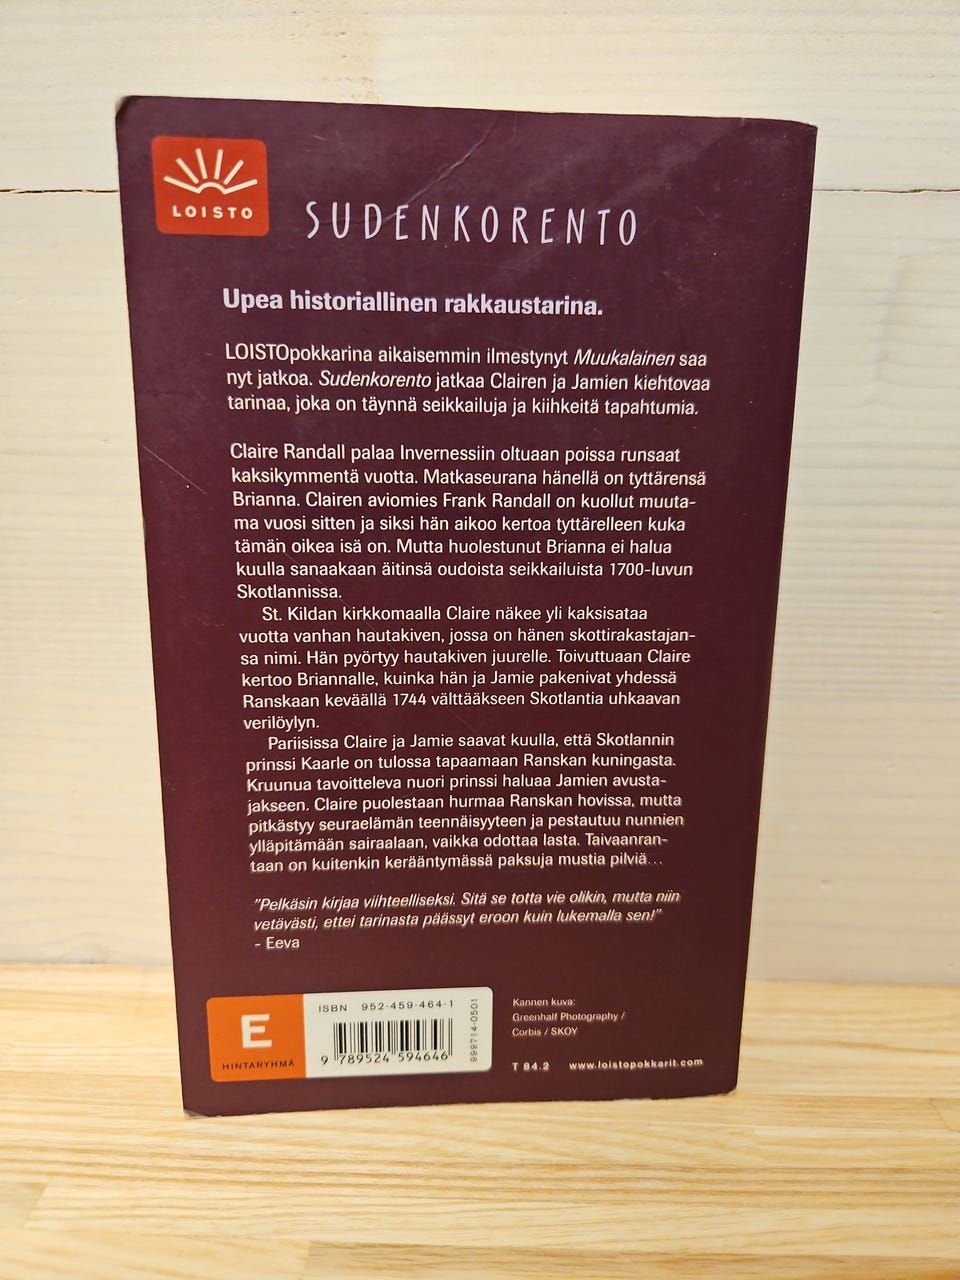 LOISTO
SUDENKORENTO
Upea historiallinen rakkaustarina.
LOISTOpokkarina aikaisemmin ilmestynyt Muukalainen saa
nyt jatkoa. Sudenkorento jatkaa Clairen ja Jamien kiehtovaa
tarinaa, joka on täynnä seikkailuja ja kiihkeitä tapahtumia.
Claire Randall palaa Invernessiin oltuaan poissa runsaat
kaksikymmentä vuotta. Matkaseurana hänellä on tyttärensä
Brianna. Clairen aviomies Frank Randall on kuollut muuta-
ma vuosi sitten ja siksi hän aikoo kertoa tyttärelleen kuka
tämän oikea isä on. Mutta huolestunut Brianna ei halua
kuulla sanaakaan äitinsä oudoista seikkailuista 1700-luvun
Skotlannissa.
St. Kildan kirkkomaalla Claire näkee yli kaksisataa
vuotta vanhan hautakiven, jossa on hänen skottirakastajan-
sa nimi. Hän pyörtyy hautakiven juurelle. Toivuttuaan Claire
kertoo Briannalle, kuinka hän ja Jamie pakenivat yhdessä
Ranskaan keväällä 1744 välttääkseen Skotlantia uhkaavan
verilöylyn.
Pariisissa Claire ja Jamie saavat kuulla, että Skotlannin
prinssi Kaarle on tulossa tapaamaan Ranskan kuningasta.
Kruunua tavoitteleva nuori prinssi haluaa Jamien avusta-
jakseen. Claire puolestaan hurmaa Ranskan hovissa, mutta
pitkästyy seuraelämän teennäisyyteen ja pestautuu nunnien
ylläpitämään sairaalaan, vaikka odottaa lasta. Taivaanran-
taan on kuitenkin kerääntymässä paksuja mustia pilviä...
"Pelkäsin kirjaa viihteelliseksi. Sitä se totta vie olikin, mutta niin
vetävästi, ettei tarinasta päässyt eroon kuin lukemalla sen!"
- Eeva
E
HINTARYHMÄ
ISBN 952-459-464-1
9 789524 594646
999714-0501
Kannen kuva:
Greenhalf Photography /
Corbis / SKOY
T 84.2 www.loistopokkarit.com